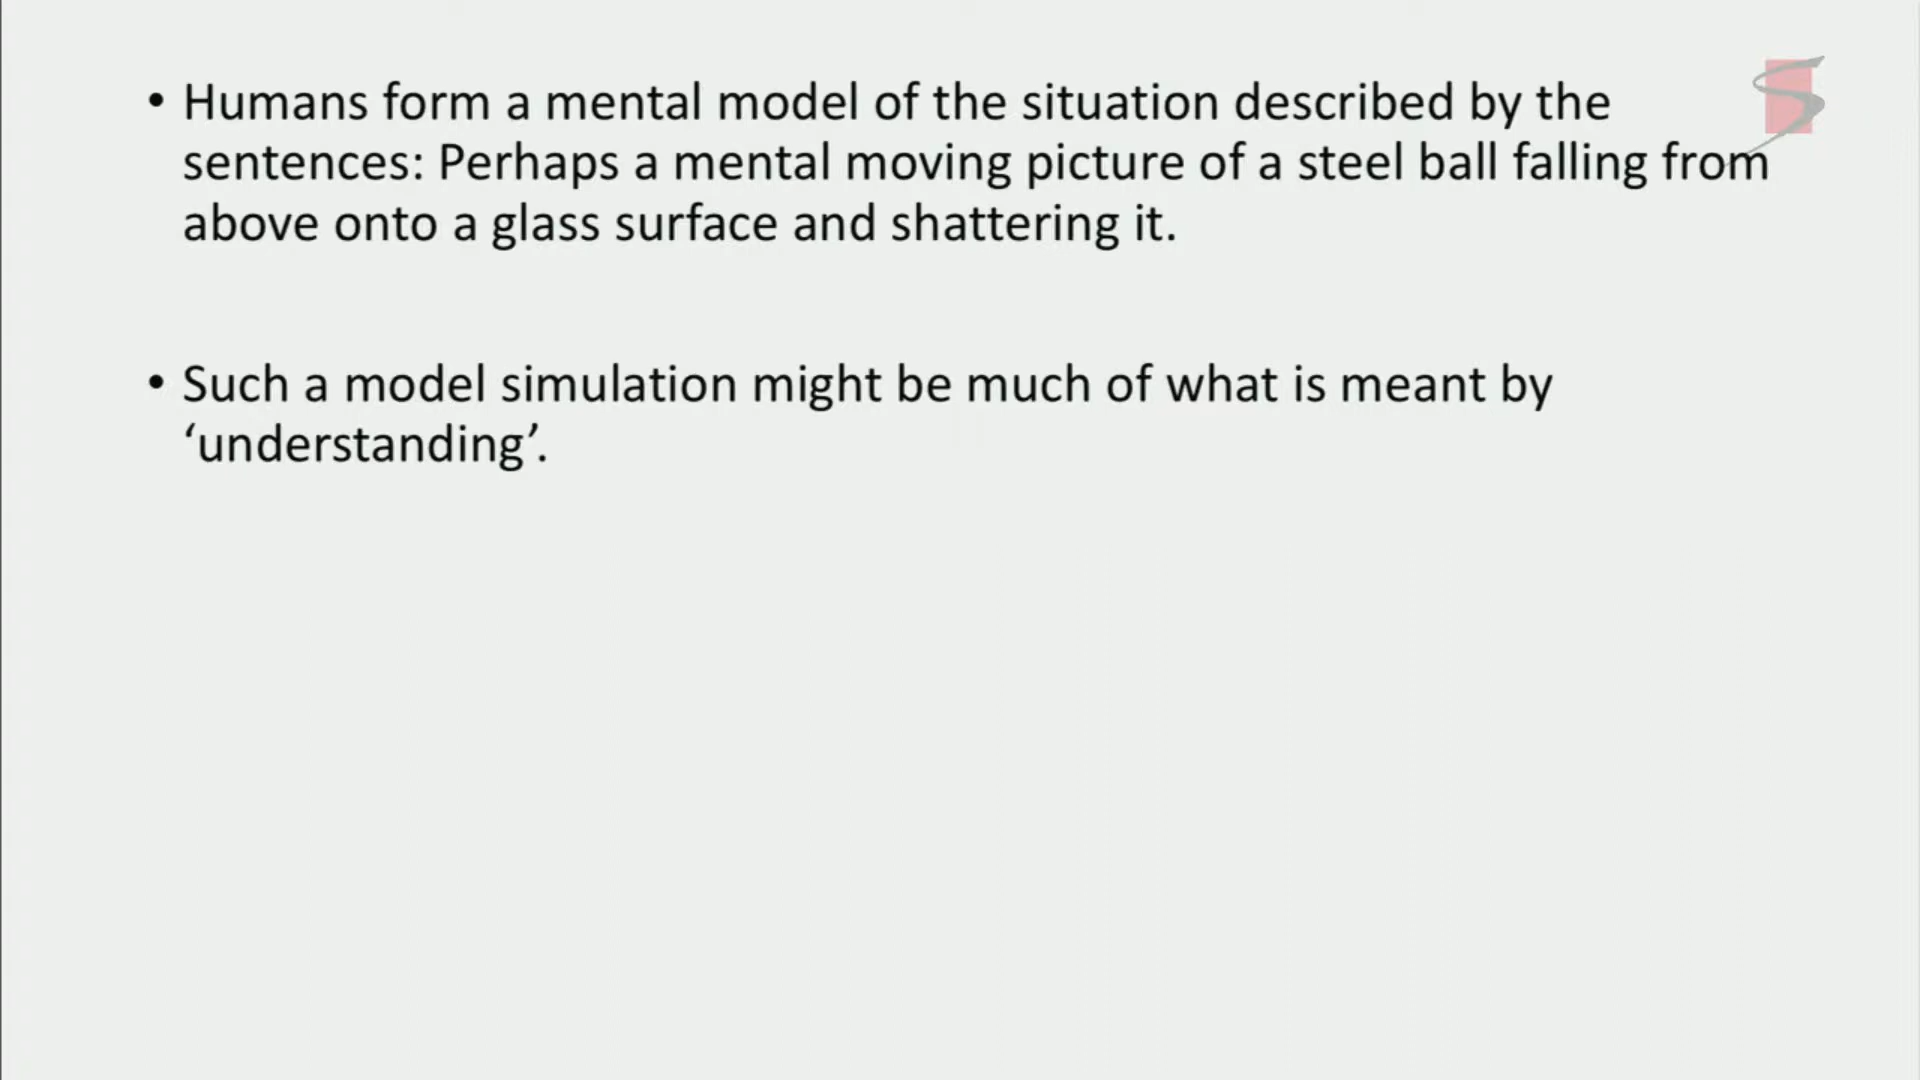 • Humans form a mental model of the situation described by the
sentences: Perhaps a mental moving picture of a steel ball falling from
above onto a glass surface and shattering it.
• Such a model simulation might be much of what is meant by
‘understanding’.